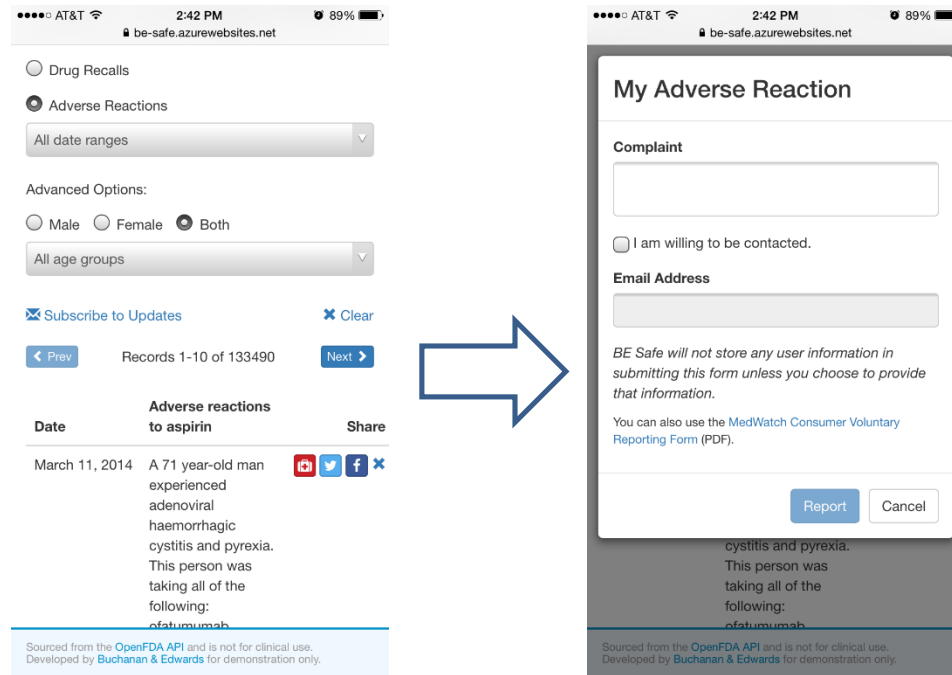 AT&T 2:42 PM 89%
be-safe.azurewebsites.net
Drug Recalls
Adverse Reactions
All date ranges
Advanced Options:
Male Female Both
All age groups
Subscribe to Updates Clear
Prev Records 1-10 of 133490 Next
Date Adverse reactions to aspirin Share
March 11, 2014 A 71 year-old man
experienced
adenoviral
haemorrhagic
cystitis and pyrexia.
This person was
taking all of the
following:
ofatumumab
Sourced from the OpenFDA API and is not for clinical use.
Developed by Buchanan & Edwards for demonstration only.
AT&T 2:42 PM 89%
be-safe.azurewebsites.net
My Adverse Reaction
Complaint
I am willing to be contacted.
Email Address
BE Safe will not store any user information in
submitting this form unless you choose to provide
that information.
You can also use the MedWatch Consumer Voluntary
Reporting Form (PDF).
Report Cancel
cystitis and pyrexia.
This person was
taking all of the
following:
ofatumumab
Sourced from the OpenFDA API and is not for clinical use.
Developed by Buchanan & Edwards for demonstration only.